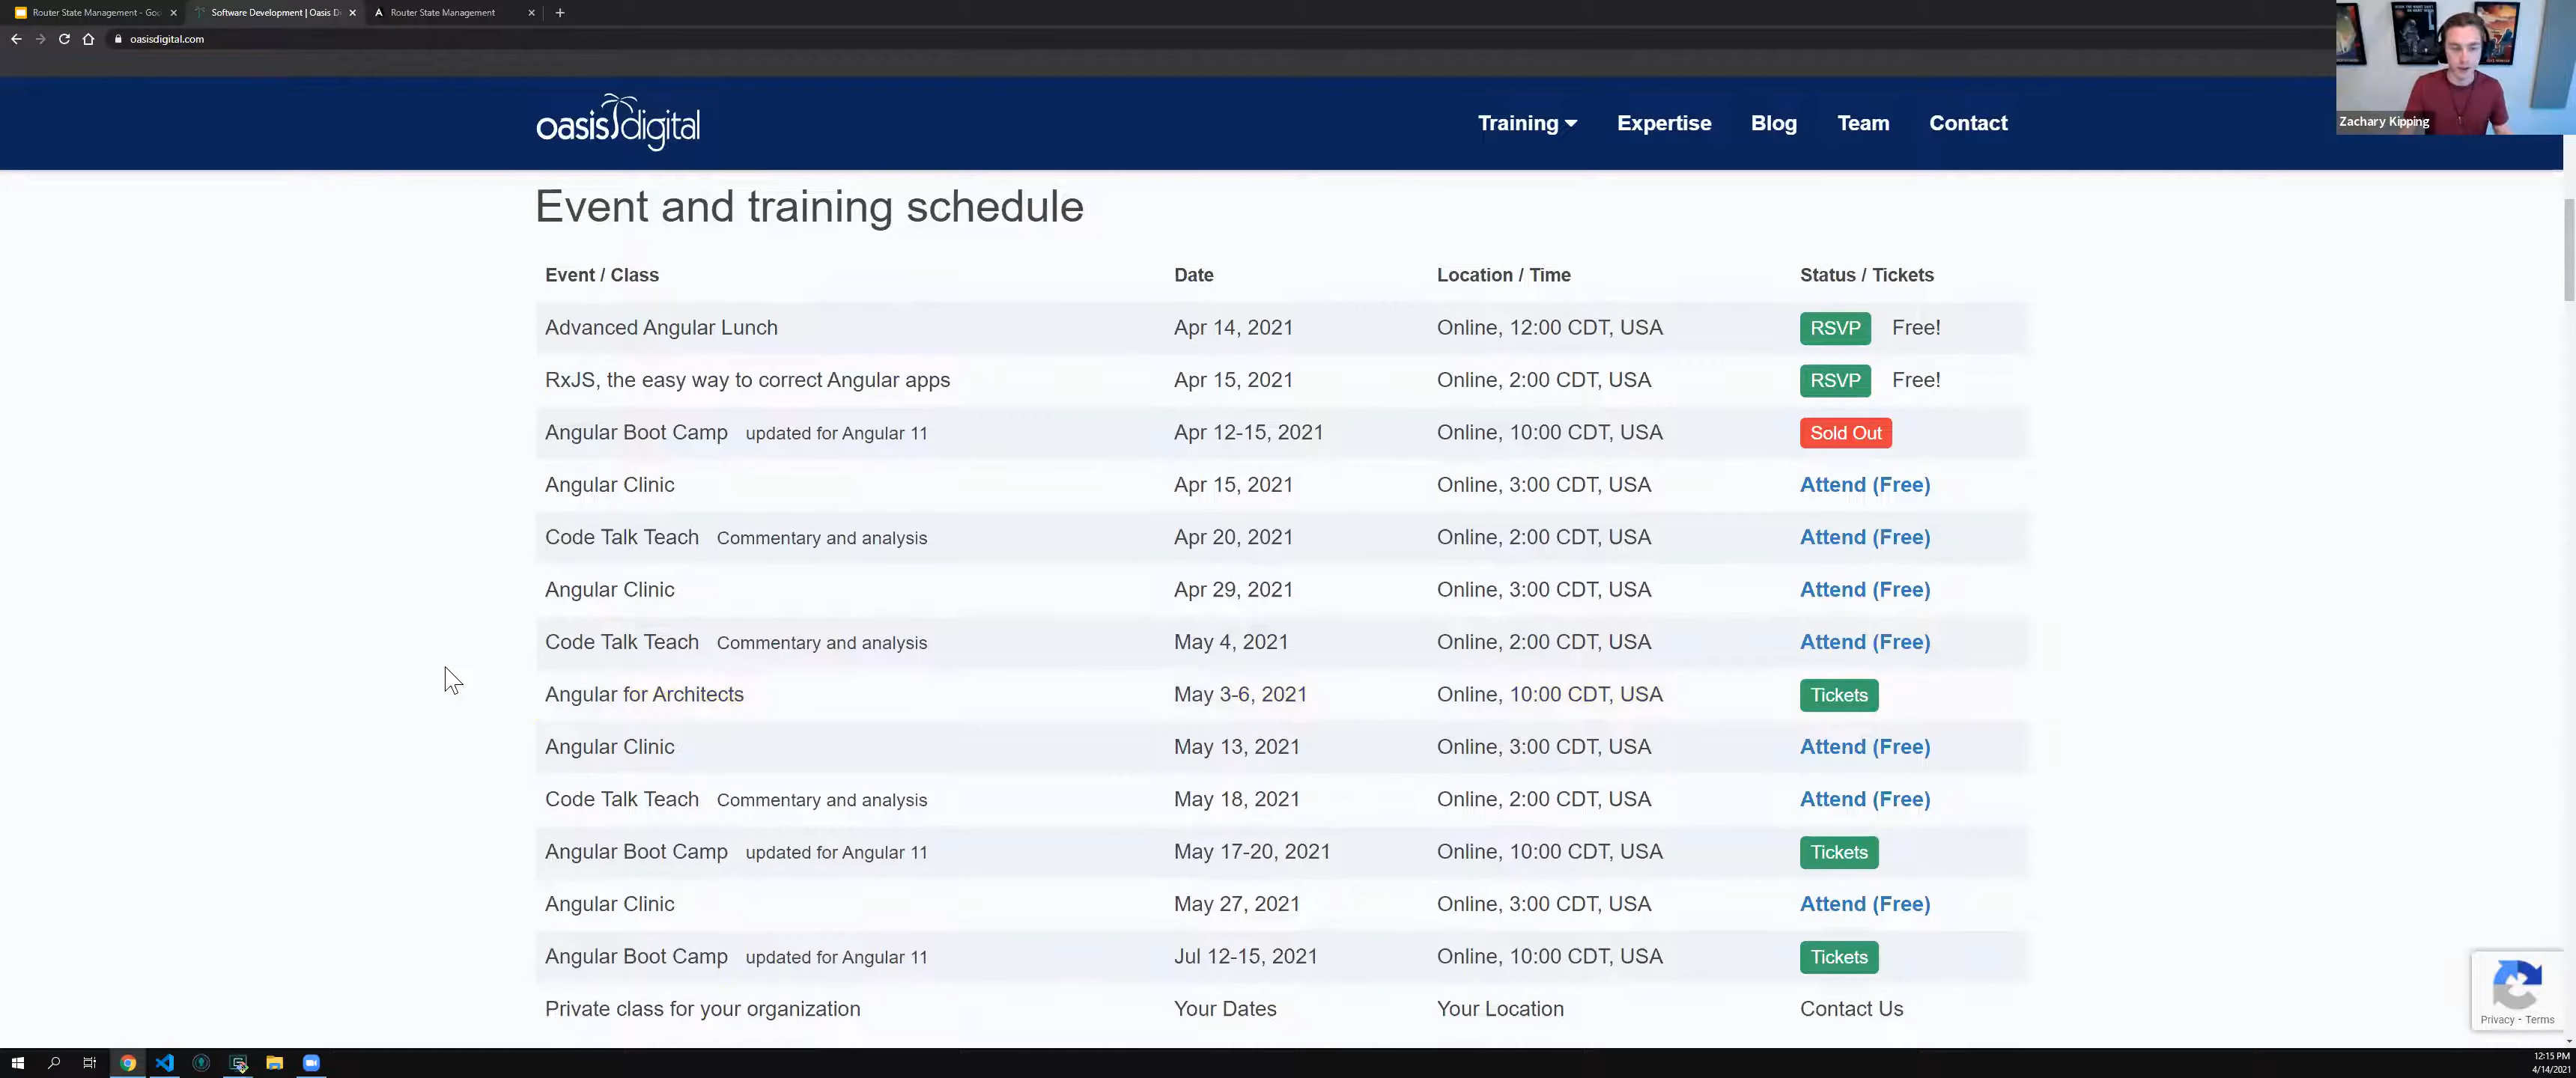 Router State Management - Goo
Software Development | Oasis Di
Router State Management
oasisdigital.com
Zachary Kipping
oasis digital
Training
Expertise
Blog
Team
Contact
Event and training schedule
Event / Class Date Location / Time Status / Tickets
Advanced Angular Lunch Apr 14, 2021 Online, 12:00 CDT, USA RSVP Free!
RxJS, the easy way to correct Angular apps Apr 15, 2021 Online, 2:00 CDT, USA RSVP Free!
Angular Boot Camp updated for Angular 11 Apr 12-15, 2021 Online, 10:00 CDT, USA Sold Out
Angular Clinic Apr 15, 2021 Online, 3:00 CDT, USA Attend (Free)
Code Talk Teach Commentary and analysis Apr 20, 2021 Online, 2:00 CDT, USA Attend (Free)
Angular Clinic Apr 29, 2021 Online, 3:00 CDT, USA Attend (Free)
Code Talk Teach Commentary and analysis May 4, 2021 Online, 2:00 CDT, USA Attend (Free)
Angular for Architects May 3-6, 2021 Online, 10:00 CDT, USA Tickets
Angular Clinic May 13, 2021 Online, 3:00 CDT, USA Attend (Free)
Code Talk Teach Commentary and analysis May 18, 2021 Online, 2:00 CDT, USA Attend (Free)
Angular Boot Camp updated for Angular 11 May 17-20, 2021 Online, 10:00 CDT, USA Tickets
Angular Clinic May 27, 2021 Online, 3:00 CDT, USA Attend (Free)
Angular Boot Camp updated for Angular 11 Jul 12-15, 2021 Online, 10:00 CDT, USA Tickets
Private class for your organization Your Dates Your Location Contact Us
Privacy - Terms
12:15 PM
4/14/2021